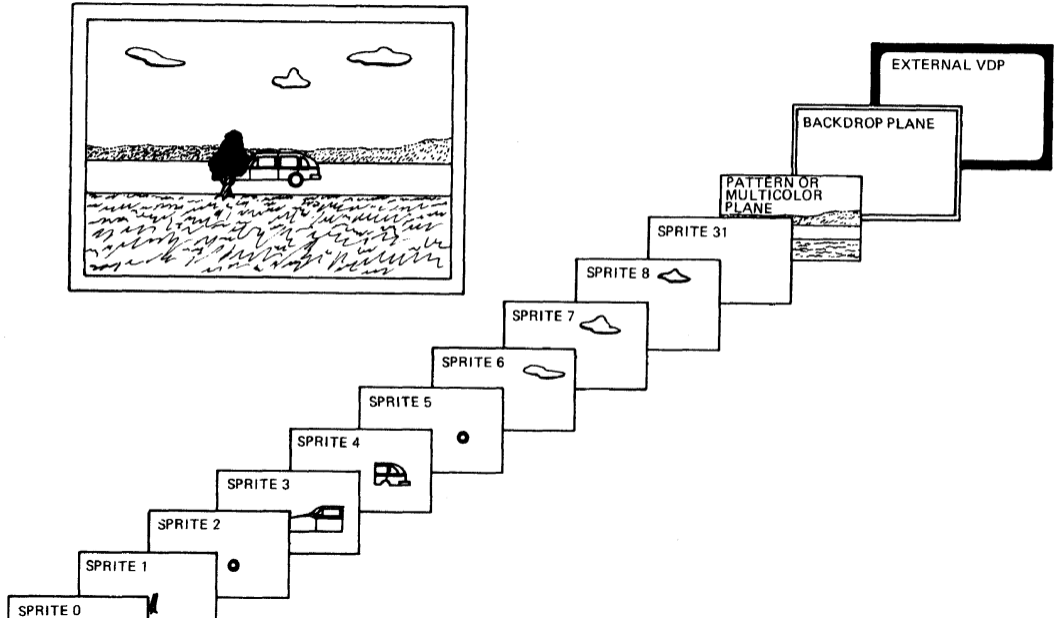 EXTERNAL VDP
BACKDROP PLANE
PATTERN OR
MULTICOLOR
PLANE
SPRITE 31
SPRITE 8
SPRITE 7
SPRITE 6
SPRITE 5
SPRITE 4
SPRITE 3
SPRITE 2
SPRITE 1
SPRITE 0